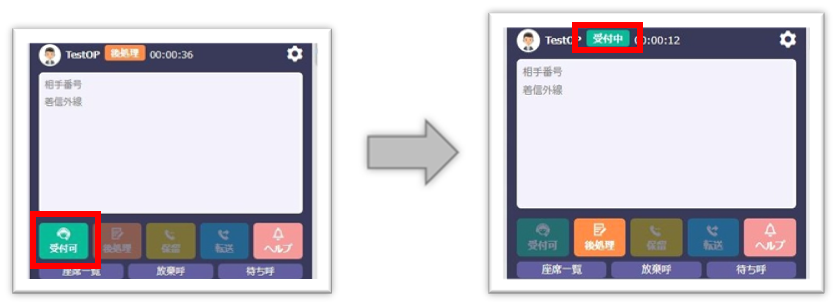 TestOP 後処理 00:00:36
相手番号
着信外線
受付可 後処理 保留 転送 ヘルプ
座席一覧 放棄呼 待ち呼
TestOP 受付中 00:00:12
相手番号
着信外線
受付可 後処理 保留 転送 ヘルプ
座席一覧 放棄呼 待ち呼